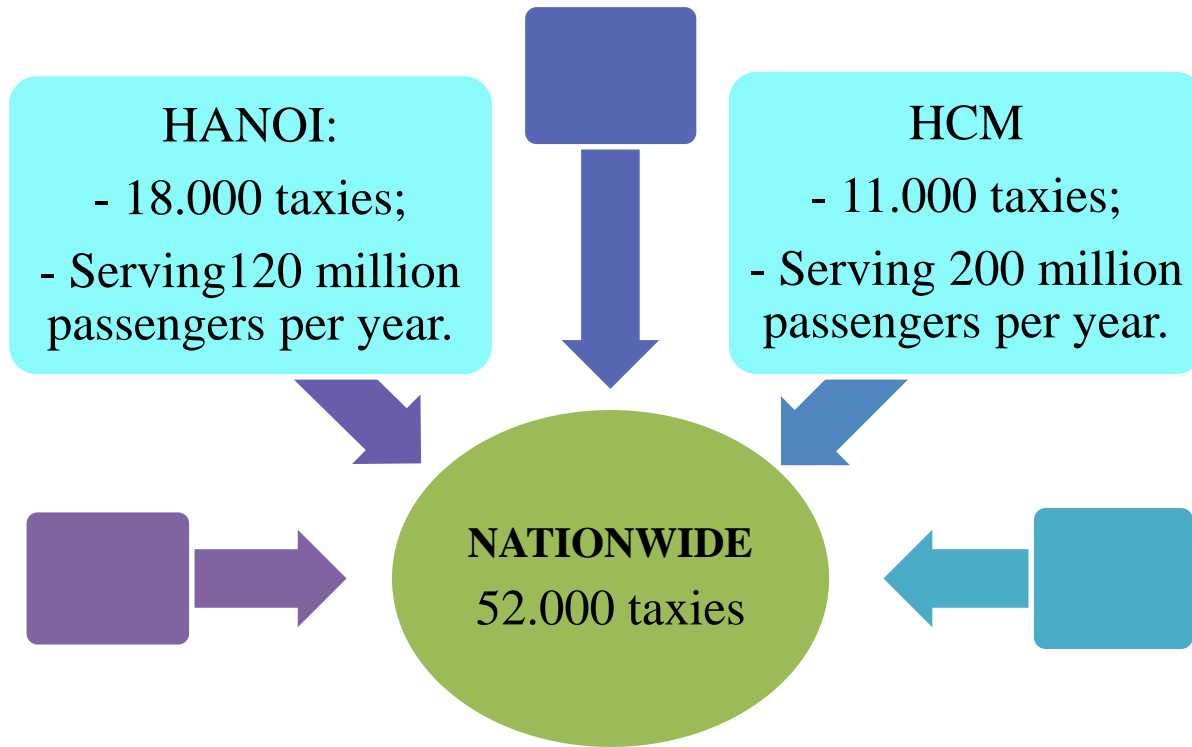 HANOI:
- 18.000 taxies;
- Serving120 million
passengers per year.
HCM
- 11.000 taxies;
- Serving 200 million
passengers per year.
NATIONWIDE
52.000 taxies